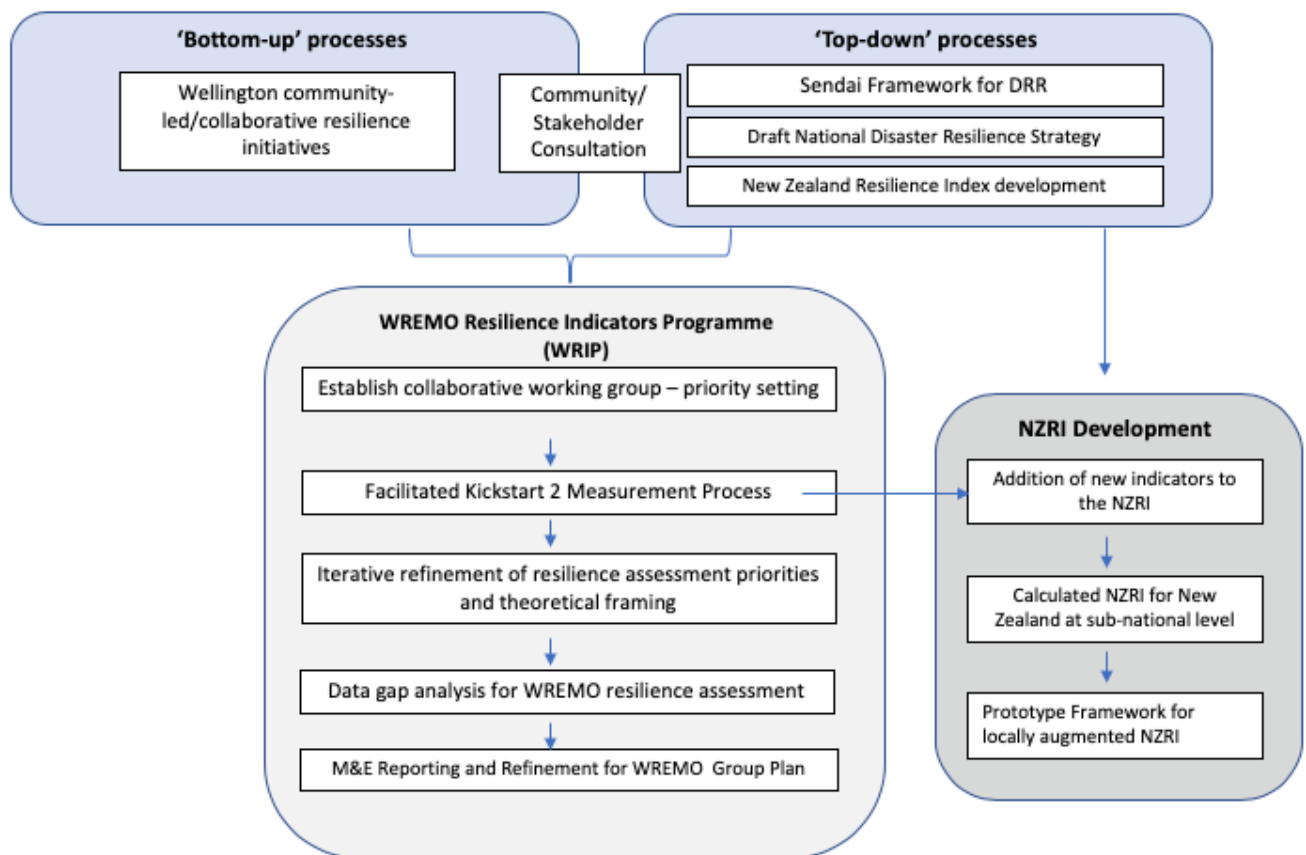 ‘Bottom-up’ processes
Wellington community-
led/collaborative resilience
initiatives
Community/
Stakeholder
Consultation
‘Top-down’ processes
Sendai Framework for DRR
Draft National Disaster Resilience Strategy
New Zealand Resilience Index development
WREMO Resilience Indicators Programme
(WRIP)
Establish collaborative working group – priority setting
Facilitated Kickstart 2 Measurement Process
Iterative refinement of resilience assessment priorities
and theoretical framing
Data gap analysis for WREMO resilience assessment
M&E Reporting and Refinement for WREMO Group Plan
NZRI Development
Addition of new indicators to
the NZRI
Calculated NZRI for New
Zealand at sub-national level
Prototype Framework for
locally augmented NZRI